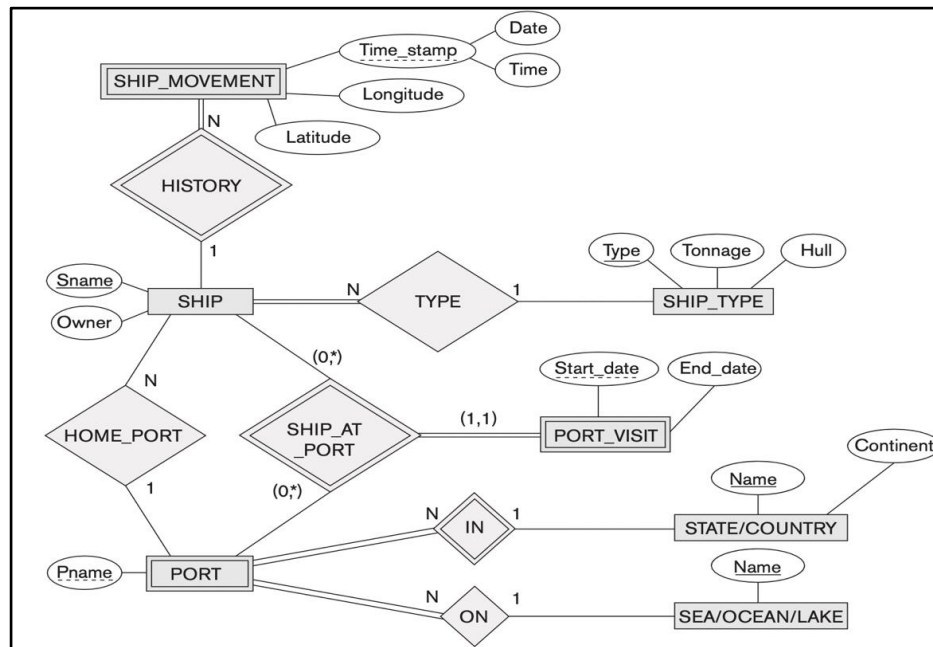 Date
Time_stamp
Time
SHIP_MOVEMENT
Longitude
N
Latitude
HISTORY
1
Type
Tonnage
Hull
Sname
N
1
SHIP
TYPE
SHIP_TYPE
Owner
(0,*)
Start_date
End_date
N
(1,1)
HOME_PORT
SHIP_AT
_PORT
PORT_VISIT
Continent
1
(0,*)
Name
N
1
IN
STATE/COUNTRY
Pname
PORT
Name
N
1
ON
SEA/OCEAN/LAKE